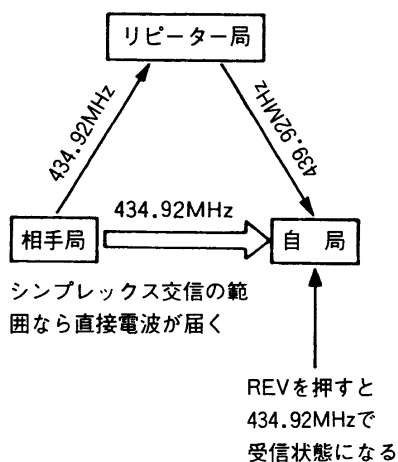 リピーター局
434.92MHz
439.92MHz
434.92MHz
相手局
自 局
シンプレックス交信の範
囲なら直接電波が届く
REVを押すと
434.92MHzで
受信状態になる